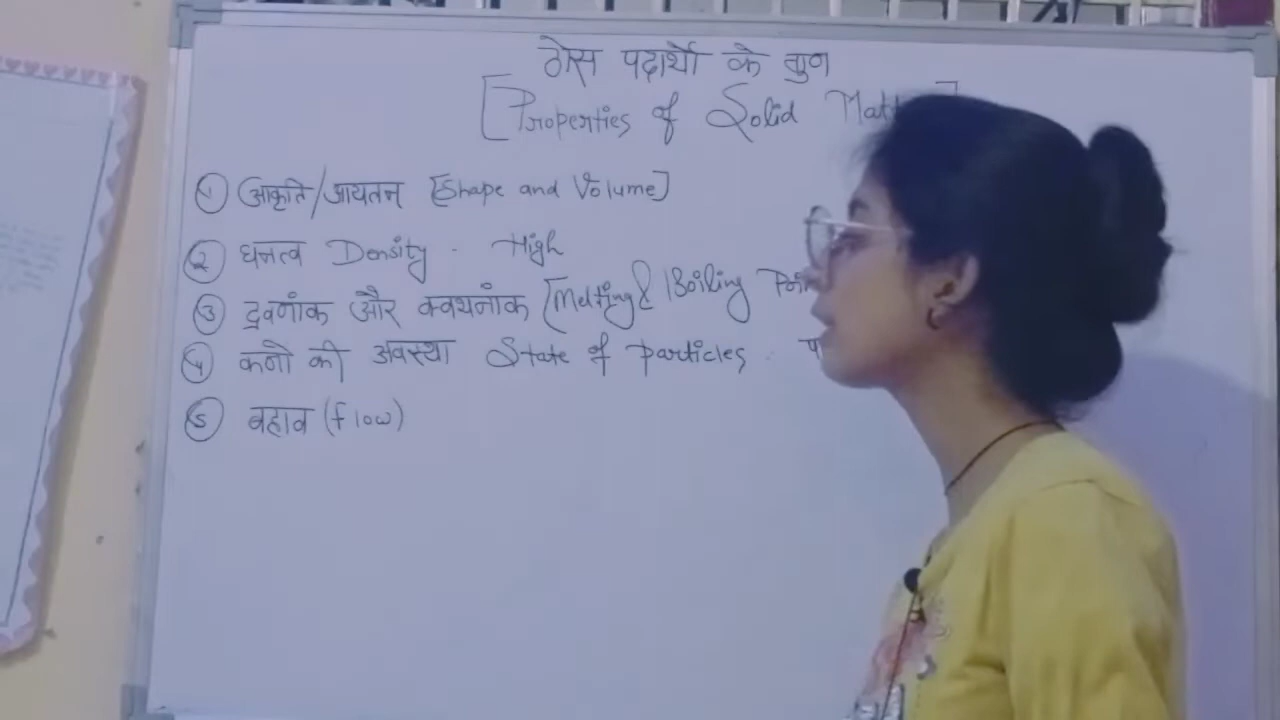 ठोस पदार्थो के गुण
[Properties of Solid
① आकृति/आयतन [Shape and Volume]
② घनत्व Density - High
③ द्रवणांक और क्वथनांक [Melting & Boiling
④ कणो की अवस्था State of particles -
⑤ बहाव (flow)